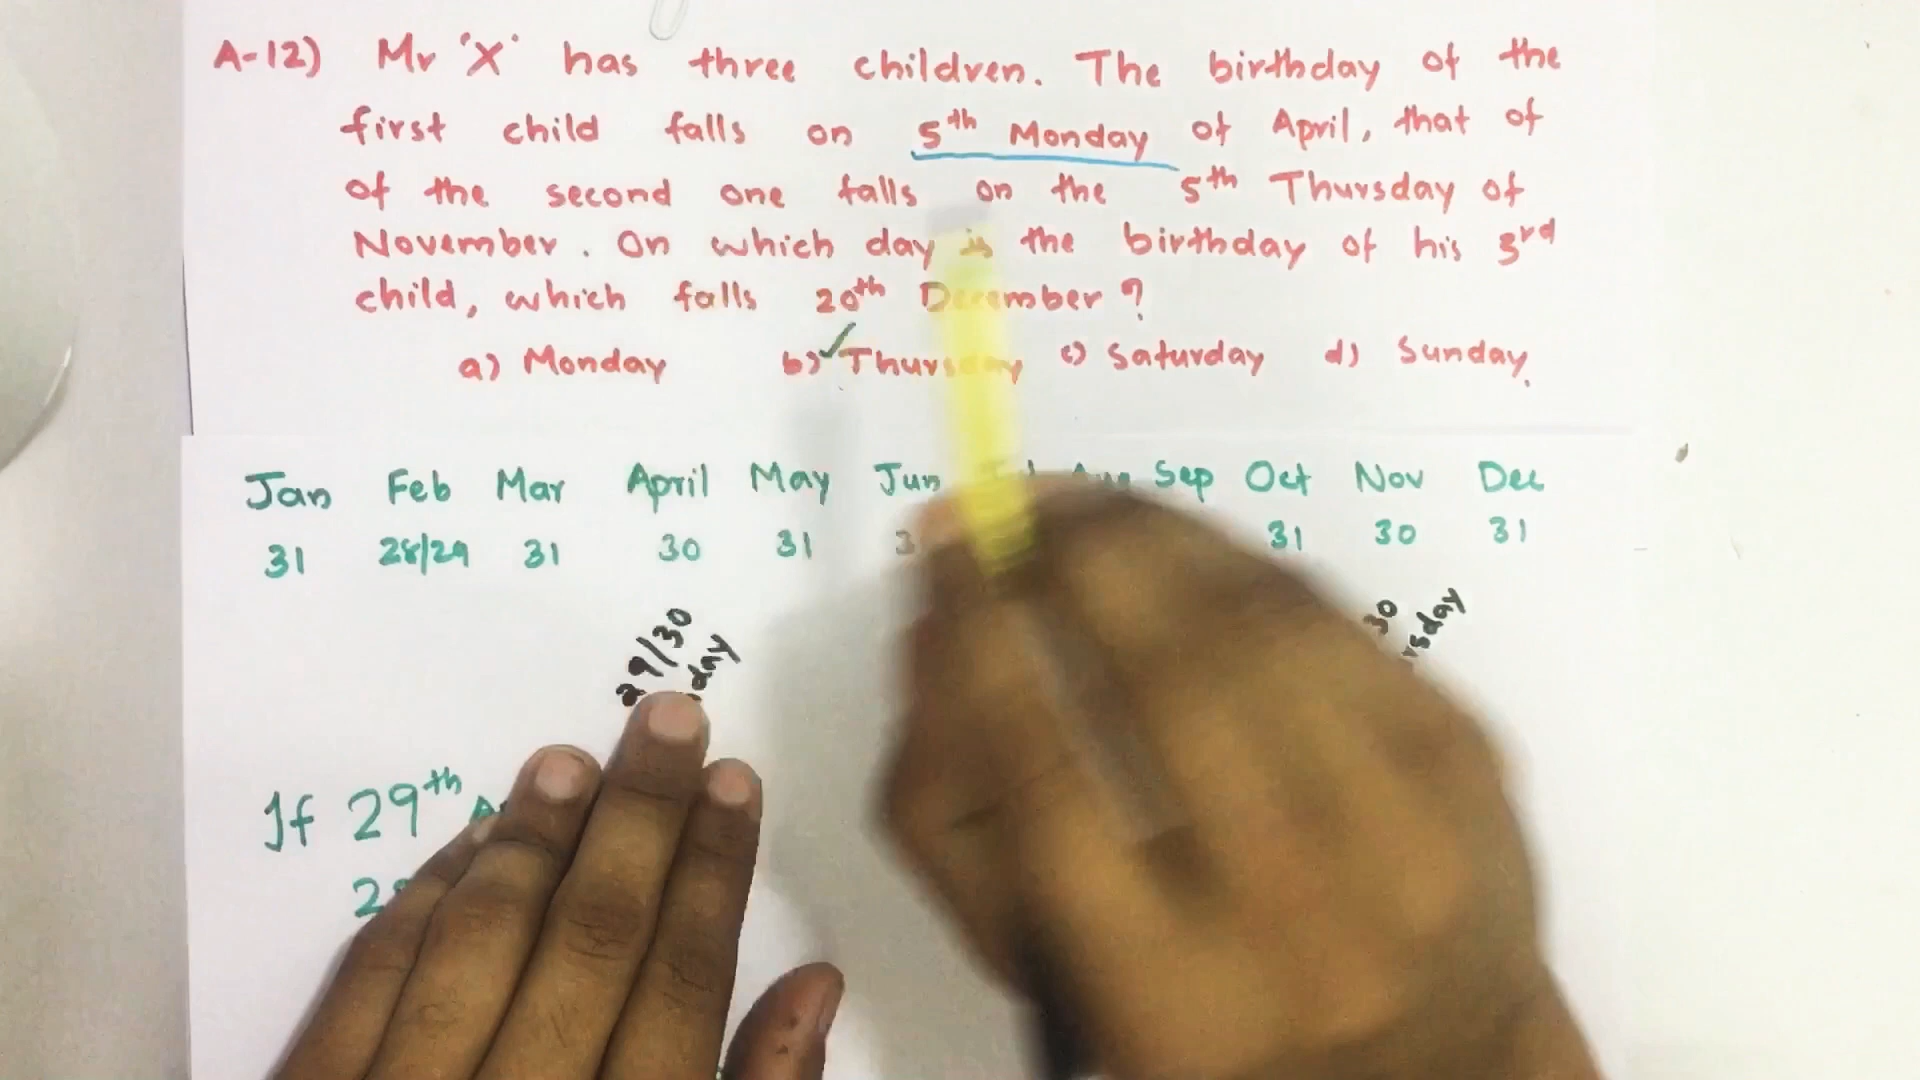 A-12) Mr 'X' has three children. The birthday of the
first child falls on 5th Monday of April, that of
of the second one falls on the 5th Thursday of
November. On which day is the birthday of his 3rd
child, which falls 20th December?
a) Monday b) Thursday c) Saturday d) Sunday
Jan Feb Mar April May Jun Sep Oct Nov Dec
31 28/29 31 30 31 31 30 31
29/30 30
If 29th